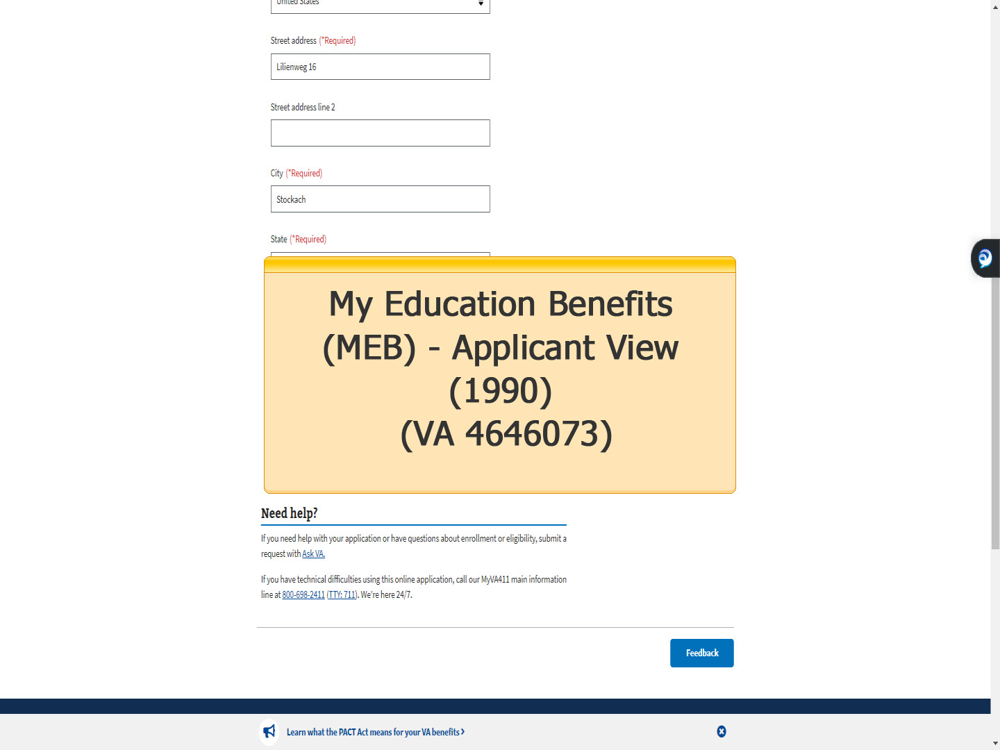 United States
Street address (*Required)
Lilienweg 16
Street address line 2
City (*Required)
Stockach
State (*Required)
My Education Benefits
(MEB) - Applicant View
(1990)
(VA 4646073)
Need help?
If you need help with your application or have questions about enrollment or eligibility, submit a
request with Ask VA.
If you have technical difficulties using this online application, call our MyVA411 main information
line at 800-698-2411 (TTY: 711). We're here 24/7.
Feedback
Learn what the PACT Act means for your VA benefits